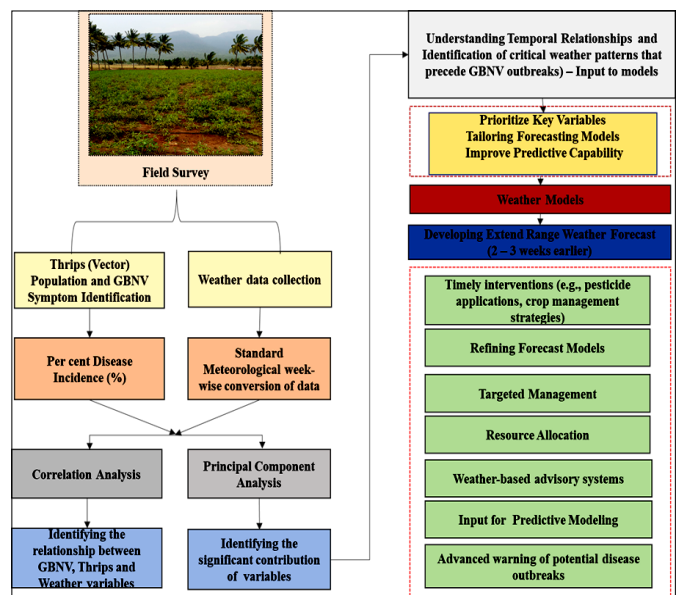 Field Survey
Thrips (Vector)
Population and GBNV
Symptom Identification
Weather data collection
Per cent Disease
Incidence (%)
Standard
Meteorological week-
wise conversion of data
Correlation Analysis
Principal Component
Analysis
Identifying the
relationship between
GBNV, Thrips and
Weather variables
Identifying the
significant contribution
of variables
Understanding Temporal Relationships and
Identification of critical weather patterns that
precede GBNV outbreaks) – Input to models
Prioritize Key Variables
Tailoring Forecasting Models
Improve Predictive Capability
Weather Models
Developing Extend Range Weather Forecast
(2 – 3 weeks earlier)
Timely interventions (e.g., pesticide
applications, crop management
strategies)
Refining Forecast Models
Targeted Management
Resource Allocation
Weather-based advisory systems
Input for Predictive Modeling
Advanced warning of potential disease
outbreaks